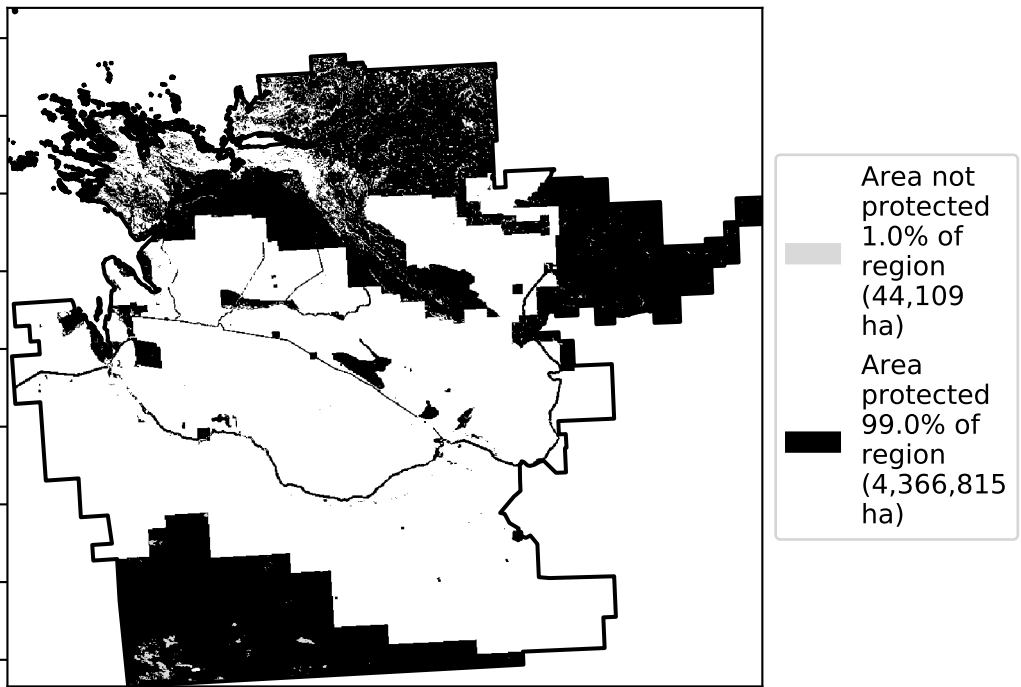 Area not
protected
1.0% of
region
(44,109
ha)
Area
protected
99.0% of
region
(4,366,815
ha)